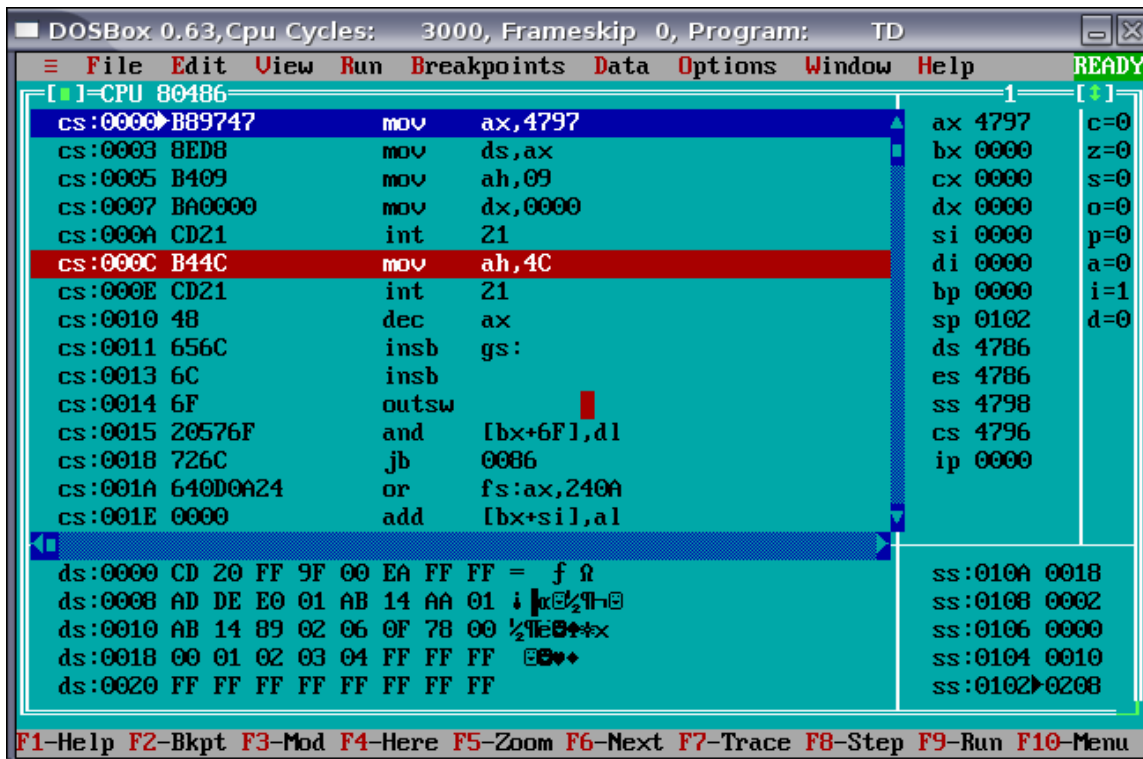 DOSBox 0.63,Cpu Cycles: 3000, Frameskip 0, Program: TD
≡ File Edit View Run Breakpoints Data Options Window Help READY
[■]=CPU 80486 1 [↕]
cs:0000►B89747 mov ax,4797 ax 4797 c=0
cs:0003 8ED8 mov ds,ax bx 0000 z=0
cs:0005 B409 mov ah,09 cx 0000 s=0
cs:0007 BA0000 mov dx,0000 dx 0000 o=0
cs:000A CD21 int 21 si 0000 p=0
cs:000C B44C mov ah,4C di 0000 a=0
cs:000E CD21 int 21 bp 0000 i=1
cs:0010 48 dec ax sp 0102 d=0
cs:0011 656C insb gs: ds 4786
cs:0013 6C insb es 4786
cs:0014 6F outsw ss 4798
cs:0015 20576F and [bx+6F],dl cs 4796
cs:0018 726C jb 0086 ip 0000
cs:001A 640D0A24 or fs:ax,240A
cs:001E 0000 add [bx+si],al
ds:0000 CD 20 FF 9F 00 EA FF FF = ƒ Ω ss:010A 0018
ds:0008 AD DE E0 01 AB 14 AA 01 ¡▐α☺½¶¬☺ ss:0108 0002
ds:0010 AB 14 89 02 06 0F 78 00 ½¶ë☻♠☼x ss:0106 0000
ds:0018 00 01 02 03 04 FF FF FF ☺☻♥♦ ss:0104 0010
ds:0020 FF FF FF FF FF FF FF FF ss:0102►0208
F1-Help F2-Bkpt F3-Mod F4-Here F5-Zoom F6-Next F7-Trace F8-Step F9-Run F10-Menu